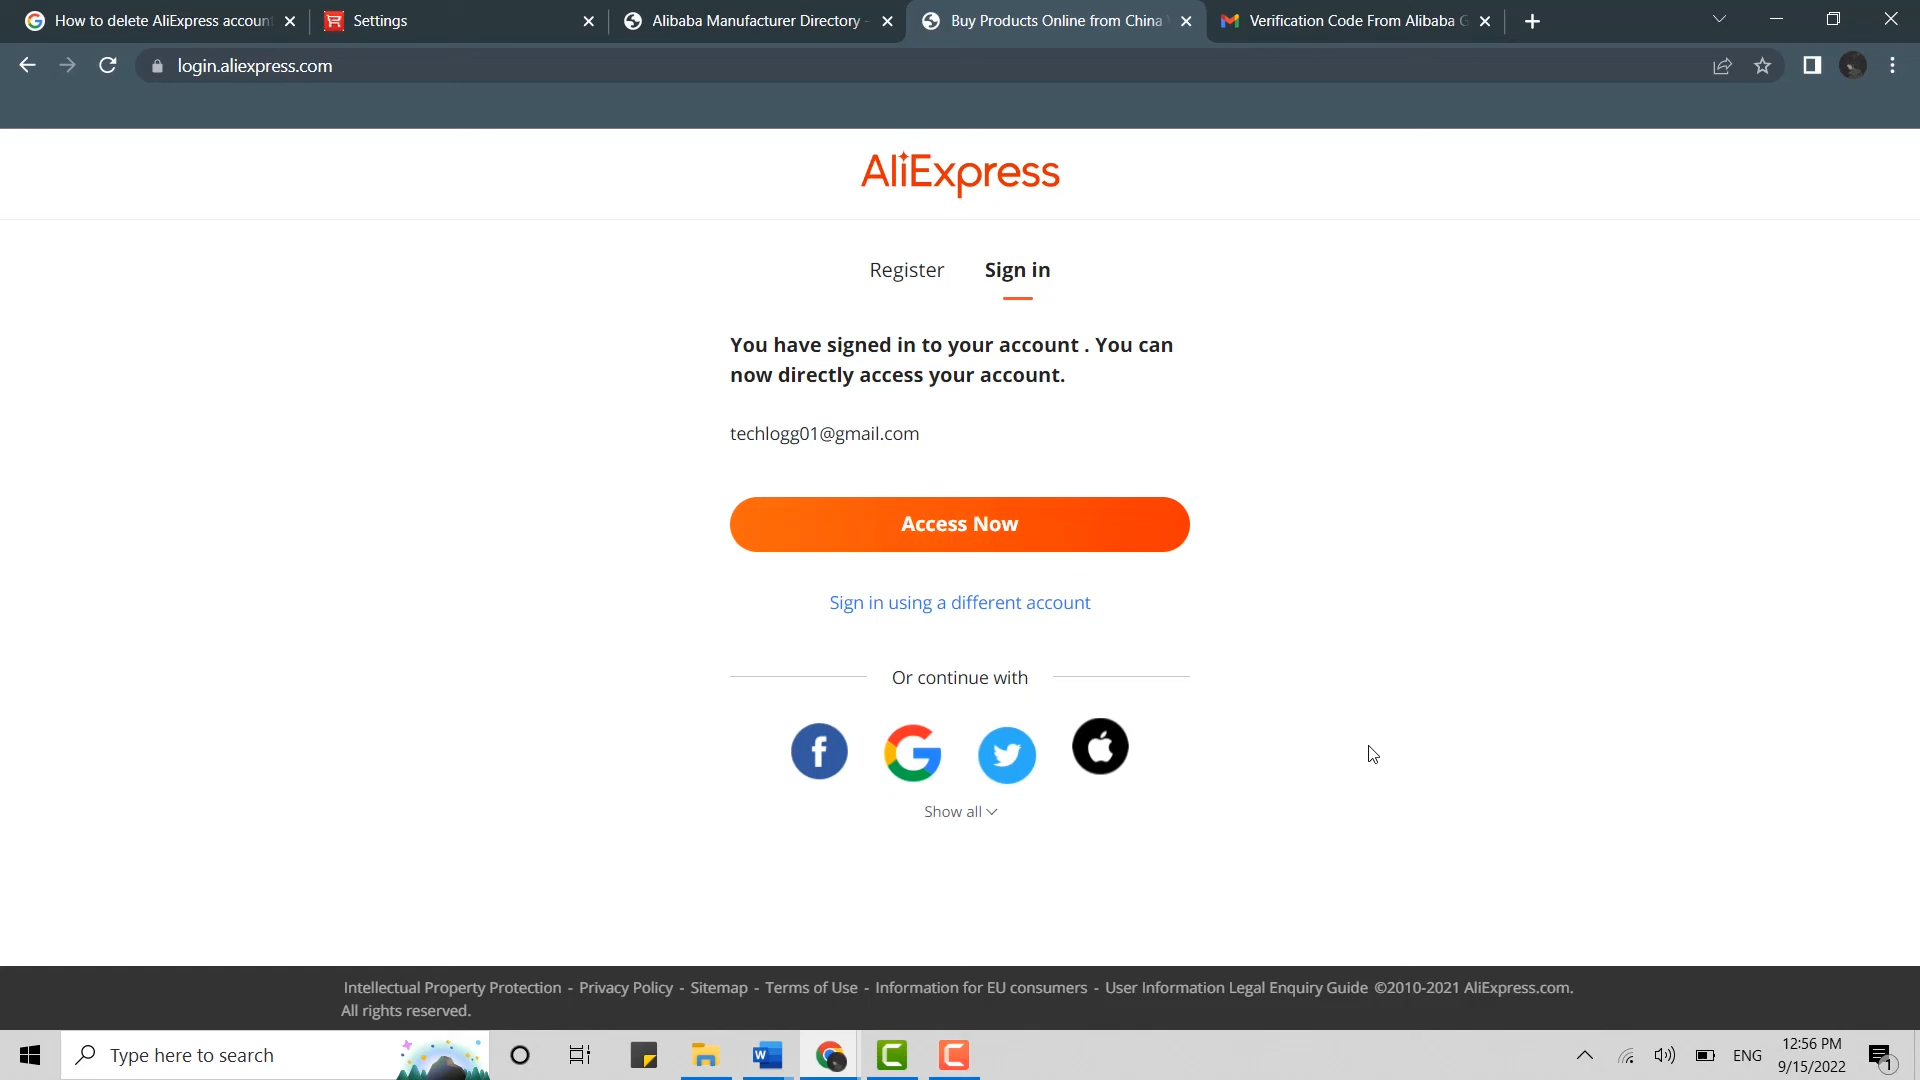 How to delete AliExpress accoun
Settings
Alibaba Manufacturer Directory
Buy Products Online from China
Verification Code From Alibaba G
login.aliexpress.com
AliExpress
Register
Sign in
You have signed in to your account . You can
now directly access your account.
techlogg01@gmail.com
Access Now
Sign in using a different account
Or continue with
Show all
Intellectual Property Protection - Privacy Policy - Sitemap - Terms of Use - Information for EU consumers - User Information Legal Enquiry Guide ©2010-2021 AliExpress.com.
All rights reserved.
Type here to search
ENG
12:56 PM
9/15/2022
1